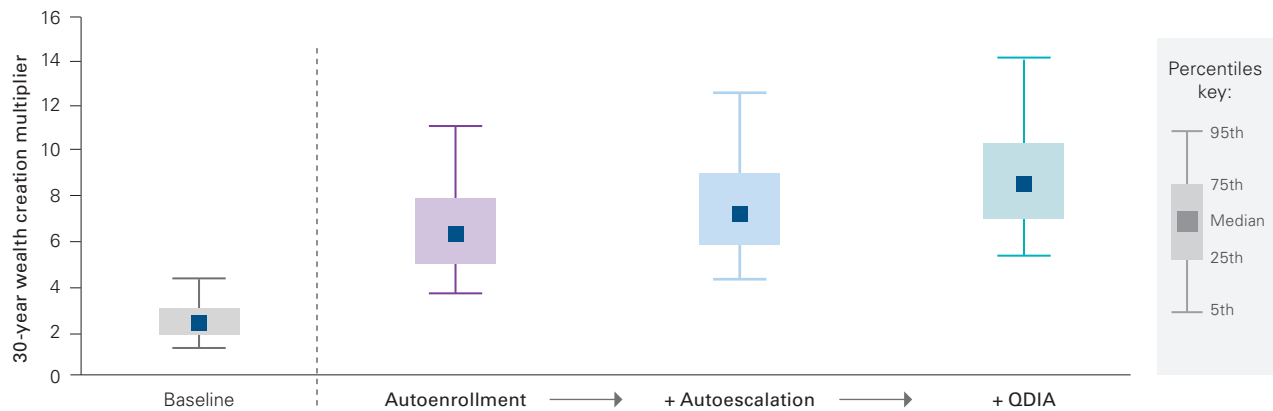 30-year wealth creation multiplier
16
14
12
10
8
6
4
2
0
Baseline
Autoenrollment
+ Autoescalation
+ QDIA
Percentiles
key:
95th
75th
Median
25th
5th